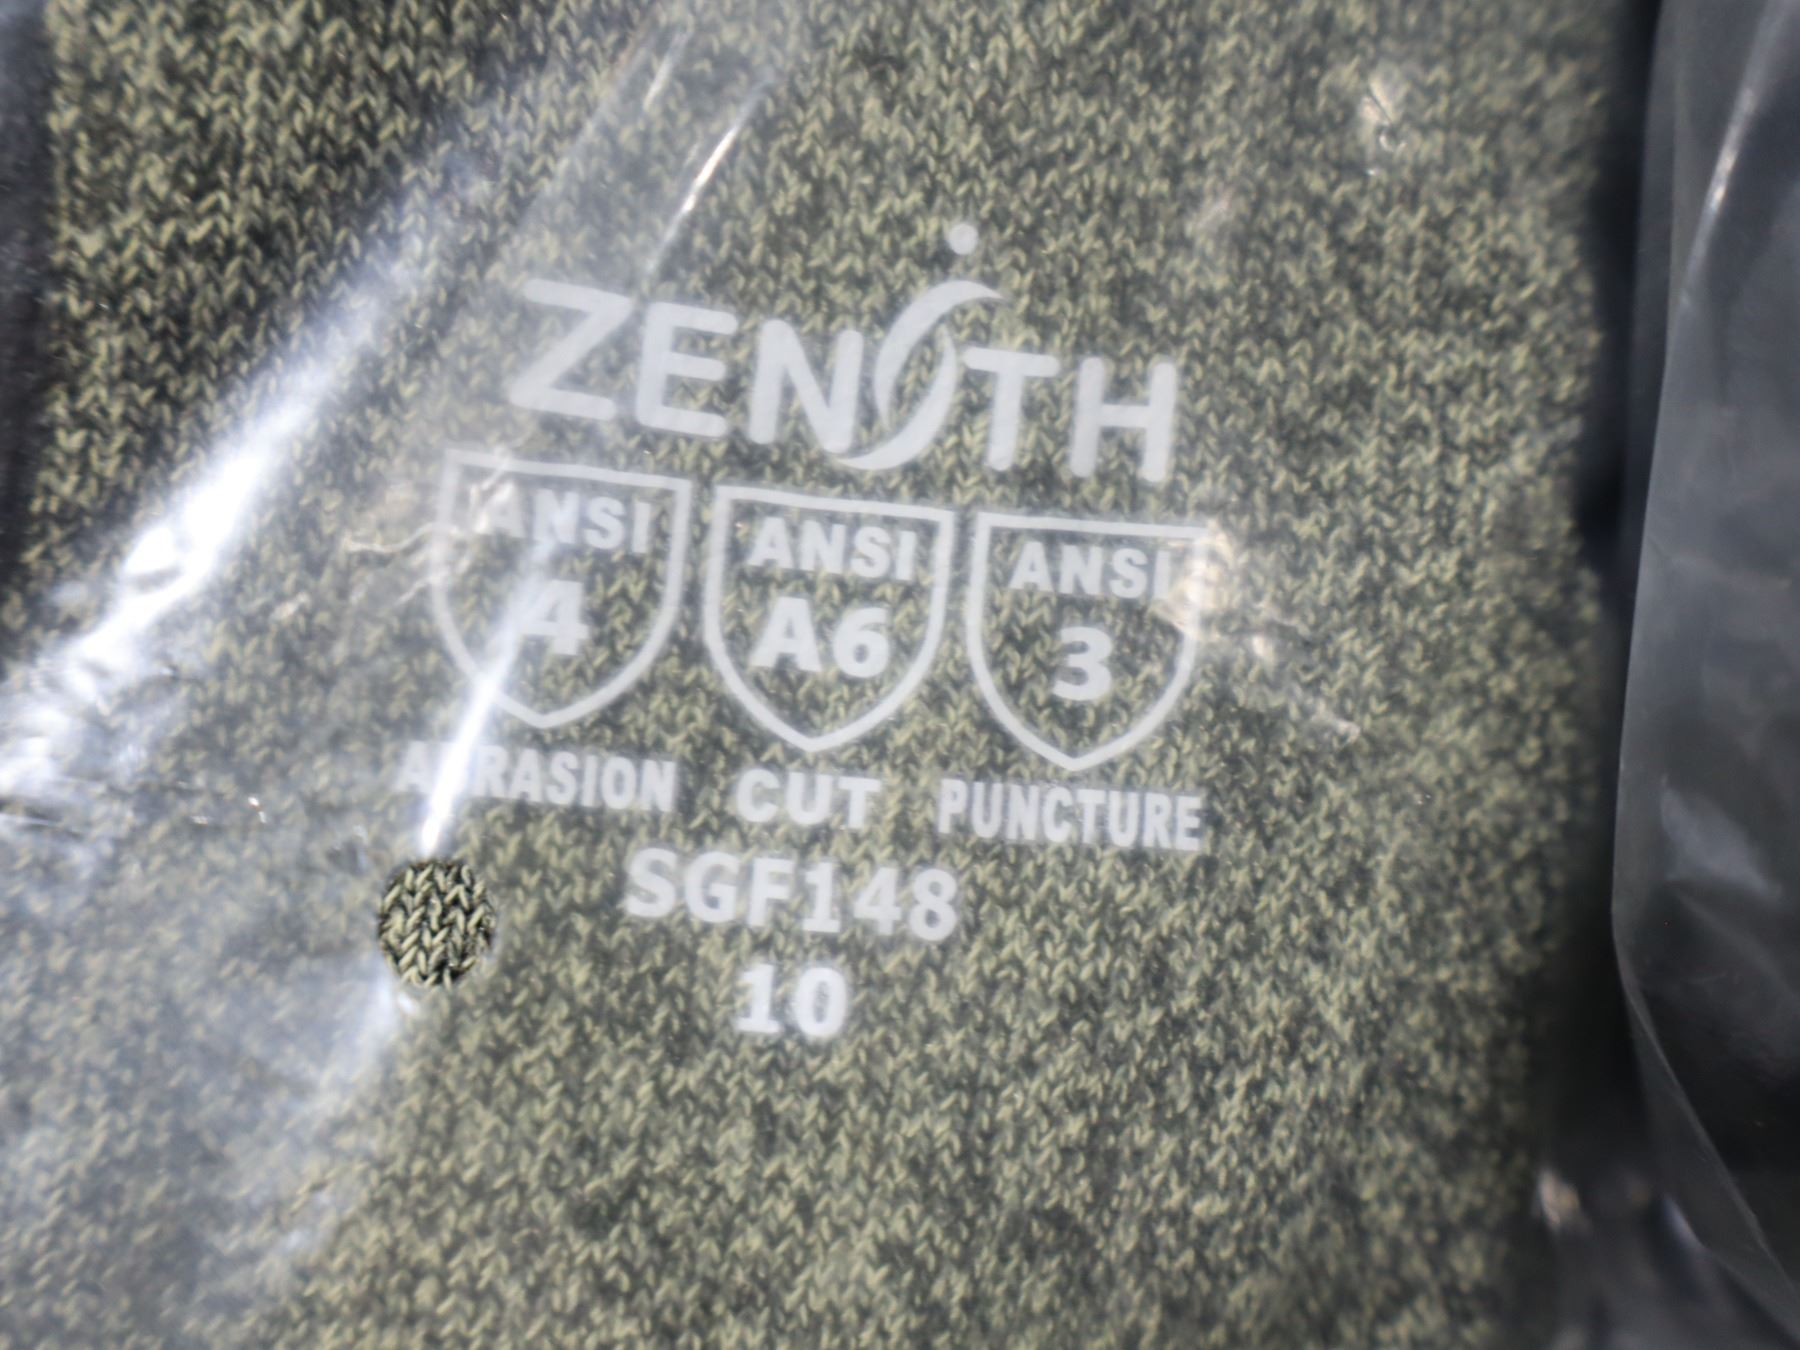 ZENITH
ANSI ANSI ANSI
4 A6 3
ABRASION CUT PUNCTURE
SGF148
10